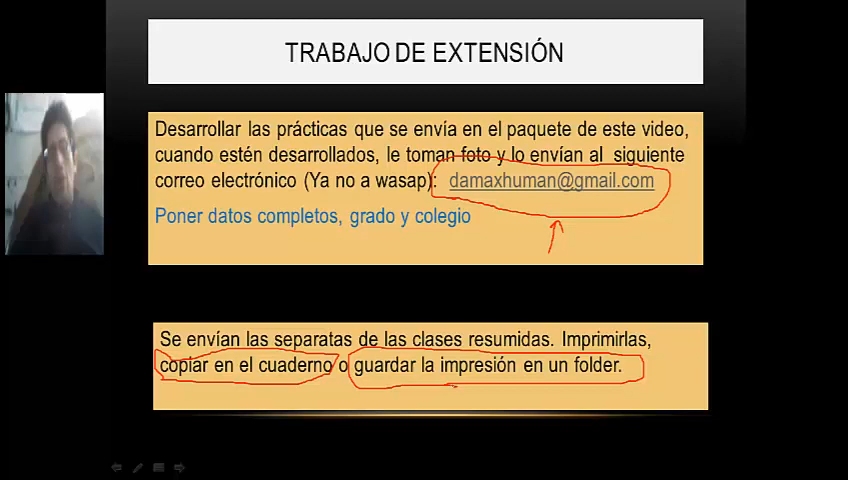 TRABAJO DE EXTENSIÓN
Desarrollar las prácticas que se envía en el paquete de este video,
cuando estén desarrollados, le toman foto y lo envían al siguiente
correo electrónico (Ya no a wasap): damaxhuman@gmail.com
Poner datos completos, grado y colegio
Se envían las separatas de las clases resumidas. Imprimirlas,
copiar en el cuaderno o guardar la impresión en un folder.